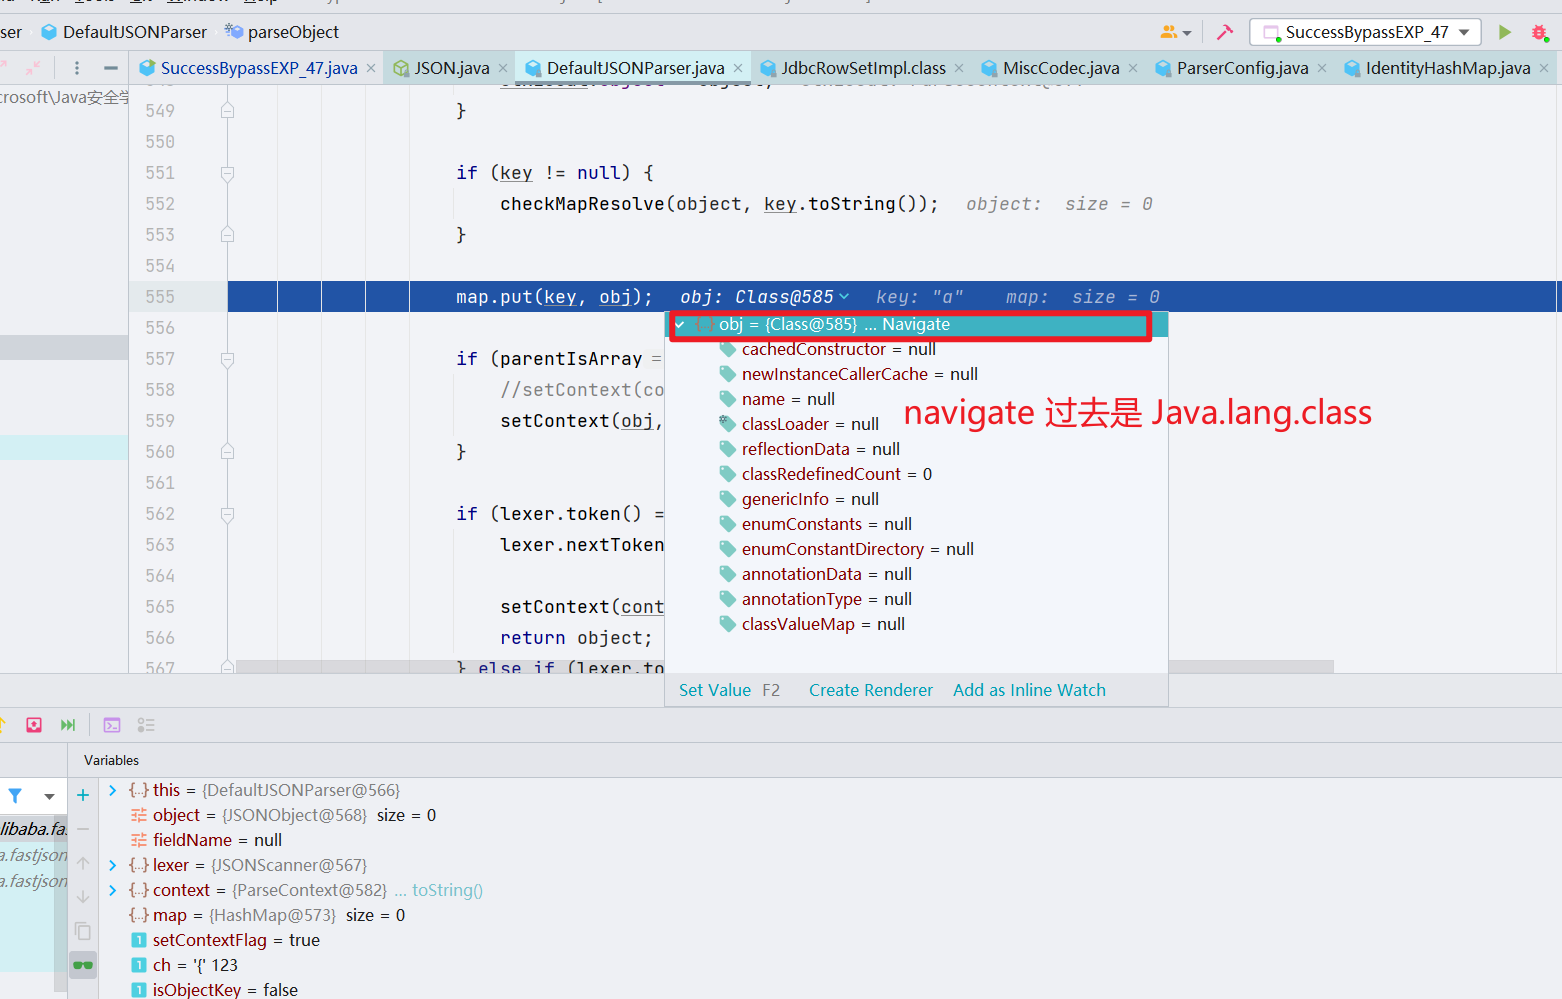 ser DefaultJSONParser parseObject SuccessBypassEXP_47
SuccessBypassEXP_47.java JSON.java DefaultJSONParser.java JdbcRowSetImpl.class MiscCodec.java ParserConfig.java IdentityHashMap.java
crosoft\Java安全学
549 }
550
551 if (key != null) {
552 checkMapResolve(object, key.toString()); object: size = 0
553 }
554
555 map.put(key, obj); obj: Class@585 key: "a" map: size = 0
obj = {Class@585} ... Navigate
556
cachedConstructor = null
557 if (parentIsArray =
newInstanceCallerCache = null
558 //setContext(co
name = null
navigate 过去是 Java.lang.class
559 setContext(obj,
classLoader = null
560 }
reflectionData = null
561
classRedefinedCount = 0
genericInfo = null
562 if (lexer.token() =
enumConstants = null
563 lexer.nextToken
enumConstantDirectory = null
564
annotationData = null
565 setContext(cont
annotationType = null
566 return object;
classValueMap = null
567 } else if (lexer.to
Set Value F2 Create Renderer Add as Inline Watch
Variables
this = {DefaultJSONParser@566}
object = {JSONObject@568} size = 0
libaba.fa
fieldName = null
a.fastjson
lexer = {JSONScanner@567}
a.fastjson
context = {ParseContext@582} ... toString()
map = {HashMap@573} size = 0
setContextFlag = true
ch = '{' 123
isObjectKey = false